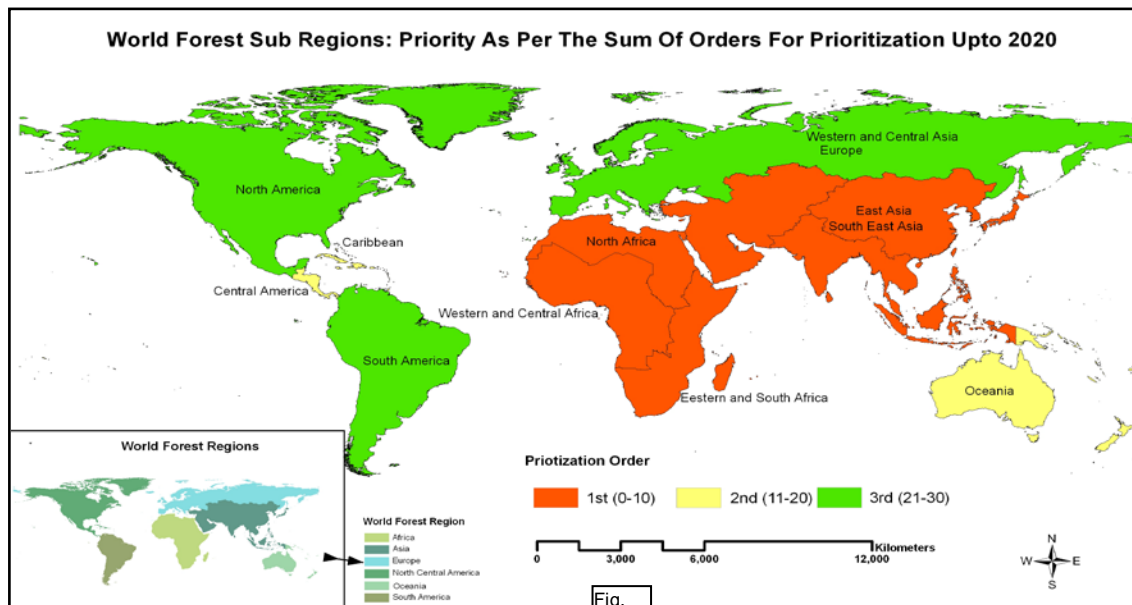 World Forest Sub Regions: Priority As Per The Sum Of Orders For Prioritization Upto 2020
Western and Central Asia
Europe
North America
East Asia
South East Asia
North Africa
Caribbean
Central America
Western and Central Africa
South America
Eestern and South Africa
Oceania
World Forest Regions
World Forest Region
Africa
Asia
Europe
North Central America
Oceania
South America
Priotization Order
1st (0-10)
2nd (11-20)
3rd (21-30)
Kilometers
0 3,000 6,000 12,000
N
W E
S
Fig.